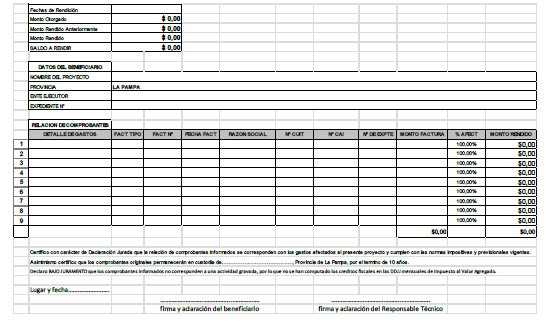 Fechas de Rendición
Monto Otorgado $ 0,00
Monto Rendido Anteriormente $ 0,00
Monto Rendido $ 0,00
SALDO A RENDIR $ 0,00
DATOS DEL BENEFICIARIO
NOMBRE DEL PROYECTO
PROVINCIA LA PAMPA
ENTE EJECUTOR
EXPEDIENTE Nº
RELACION DE COMPROBANTES
DETALLE DE GASTOS FACT TIPO FACT Nº FECHA FACT RAZON SOCIAL Nº CUIT Nº CAI Nº DE EXPTE MONTO FACTURA % AFECT MONTO RENDIDO
1 100,00% $0,00
2 100,00% $0,00
3 100,00% $0,00
4 100,00% $0,00
5 100,00% $0,00
6 100,00% $0,00
7 100,00% $0,00
8 100,00% $0,00
9 100,00% $0,00
$0,00 $0,00
Certifico con carácter de Declaración Jurada que la relación de comprobantes informados se corresponden con los gastos efectados al presente proyecto y cumplen con las normas impositivas y previsionales vigentes.
Asimismo certifico que los comprobantes originales permanecerán en custodia de........................, Provincia de La Pampa, por el termino de 10 años.
Declaro BAJO JURAMENTO que los comprobantes informados no corresponden a una actividad gravada, por lo que no se han computado los créditos fiscales en las DDJJ mensuales de Impuesto al Valor Agregado.
Lugar y fecha....................
firma y aclaración del beneficiario firma y aclaración del Responsable Técnico